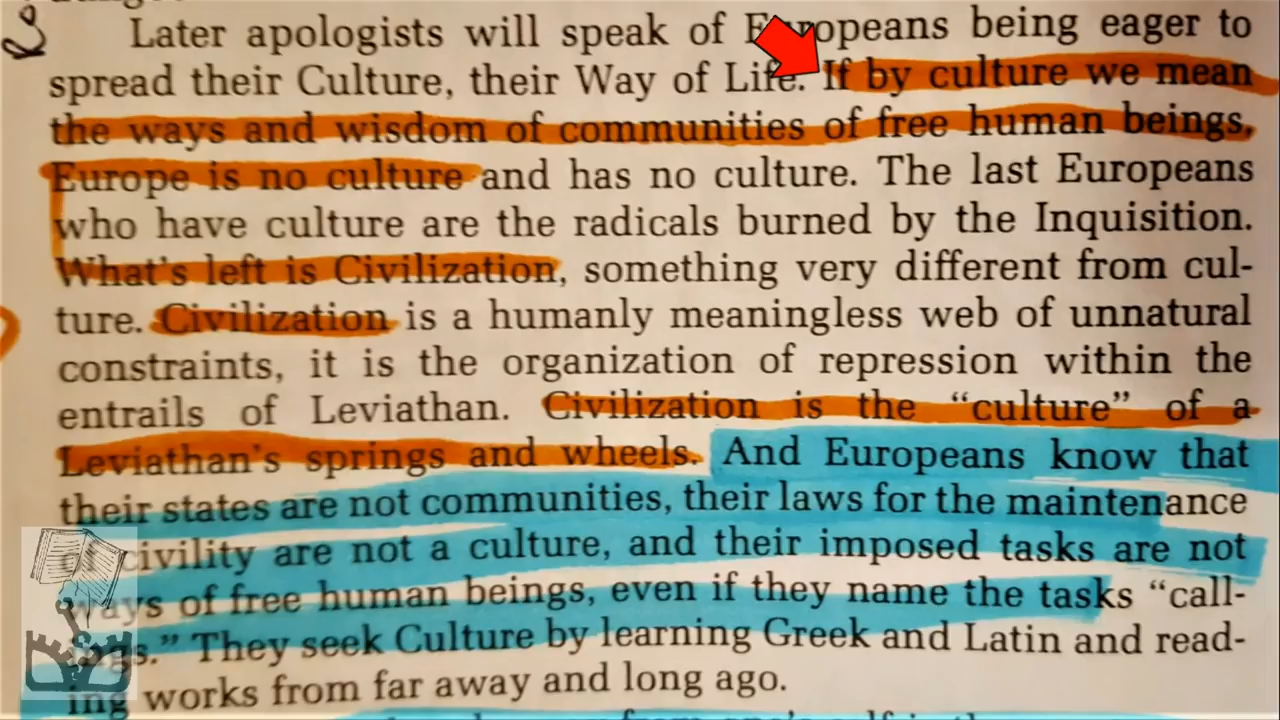 Later apologists will speak of Europeans being eager to
spread their Culture, their Way of Life. If by culture we mean
the ways and wisdom of communities of free human beings,
Europe is no culture and has no culture. The last Europeans
who have culture are the radicals burned by the Inquisition.
What's left is Civilization, something very different from cul-
ture. Civilization is a humanly meaningless web of unnatural
constraints, it is the organization of repression within the
entrails of Leviathan. Civilization is the “culture” of a
Leviathan's springs and wheels. And Europeans know that
their states are not communities, their laws for the maintenance
of civility are not a culture, and their imposed tasks are not
ways of free human beings, even if they name the tasks “call-
ings.” They seek Culture by learning Greek and Latin and read-
ing works from far away and long ago.